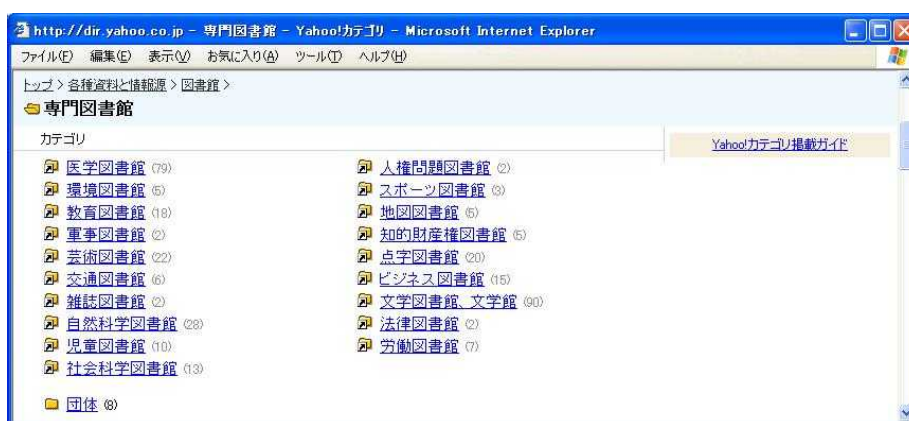 http://dir.yahoo.co.jp - 専門図書館 - Yahoo!カテゴリ - Microsoft Internet Explorer
ファイル(F) 編集(E) 表示(V) お気に入り(A) ツール(T) ヘルプ(H)
トップ > 各種資料と情報源 > 図書館 >
専門図書館
カテゴリ
Yahoo!カテゴリ掲載ガイド
医学図書館 (79)
環境図書館 (5)
教育図書館 (18)
軍事図書館 (2)
芸術図書館 (22)
交通図書館 (6)
雑誌図書館 (2)
自然科学図書館 (28)
児童図書館 (10)
社会科学図書館 (13)
人権問題図書館 (2)
スポーツ図書館 (3)
地図図書館 (5)
知的財産権図書館 (5)
点字図書館 (20)
ビジネス図書館 (15)
文学図書館、文学館 (90)
法律図書館 (2)
労働図書館 (7)
団体 (8)